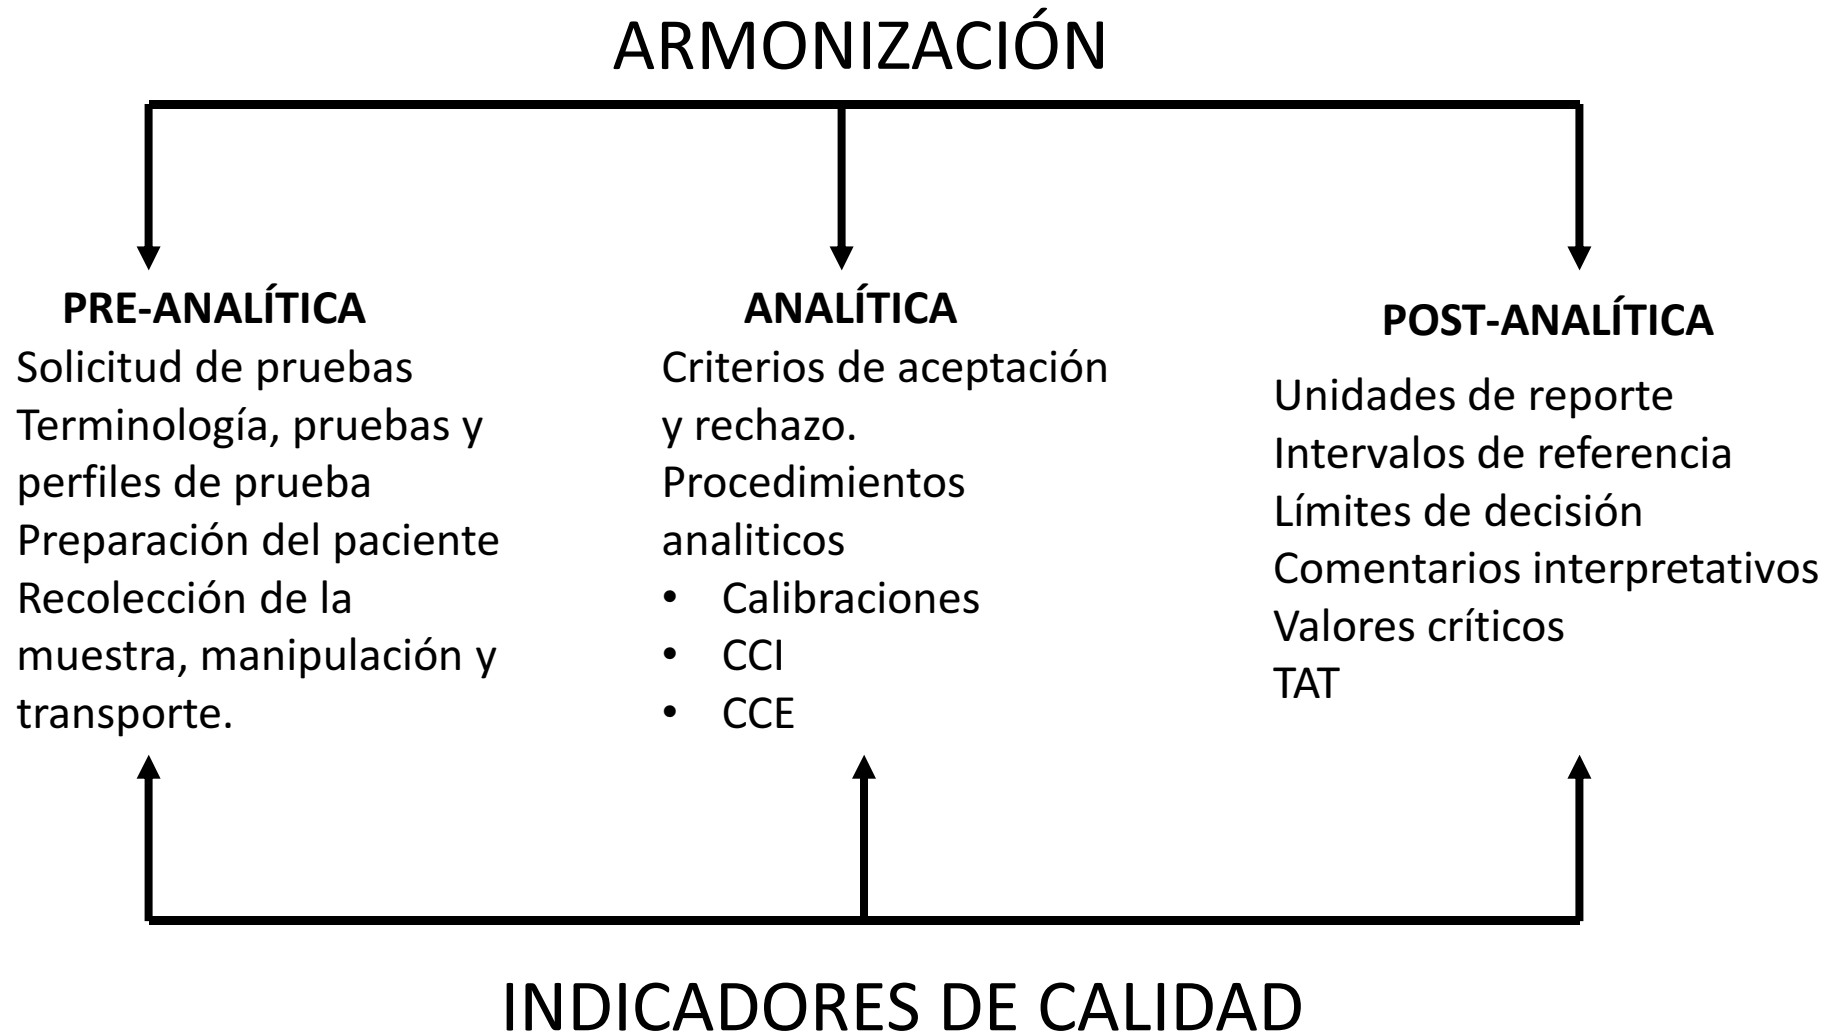 ARMONIZACIÓN
PRE-ANALÍTICA
Solicitud de pruebas
Terminología, pruebas y
perfiles de prueba
Preparación del paciente
Recolección de la
muestra, manipulación y
transporte.
ANALÍTICA
Criterios de aceptación
y rechazo.
Procedimientos
analiticos
• Calibraciones
• CCI
• CCE
POST-ANALÍTICA
Unidades de reporte
Intervalos de referencia
Límites de decisión
Comentarios interpretativos
Valores críticos
TAT
INDICADORES DE CALIDAD